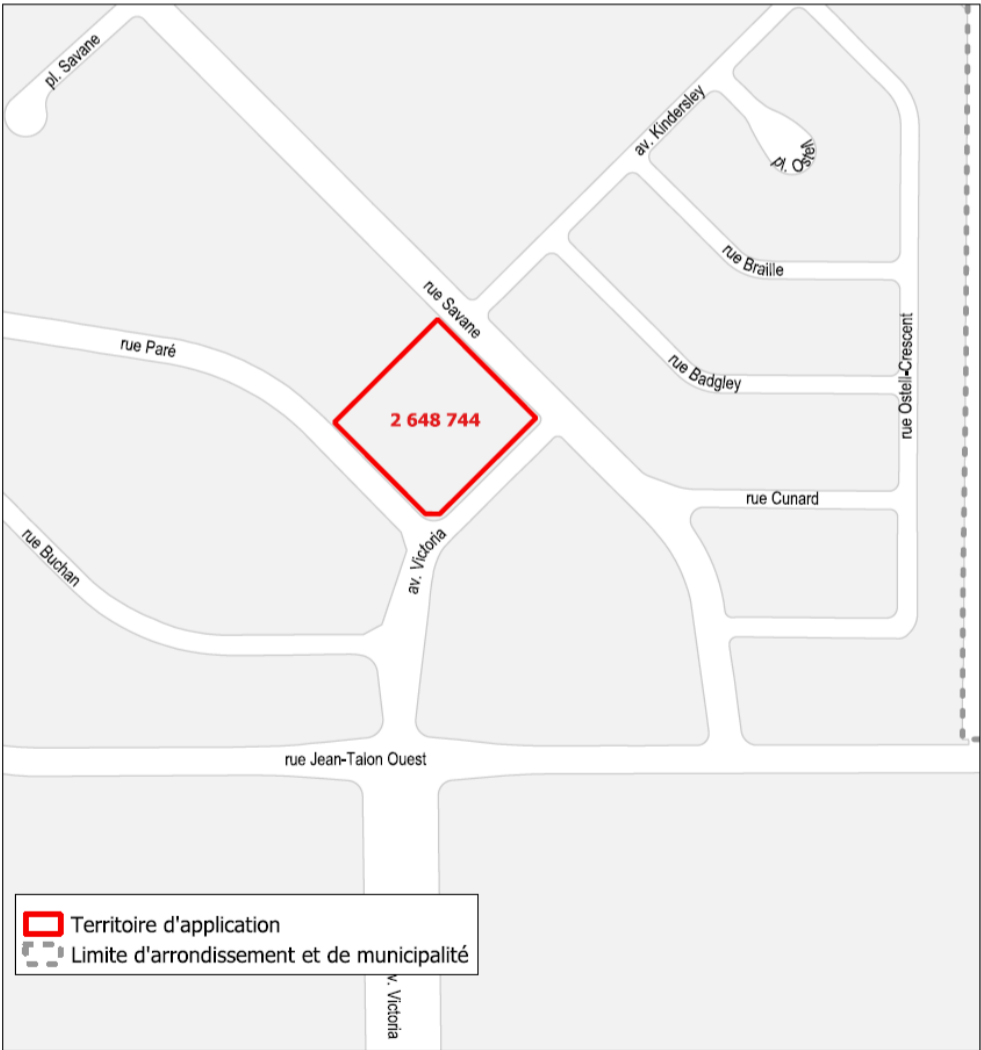 pl. Savane
av. Kindersley
pl. Ostell
rue Braille
rue Savane
rue Paré
rue Badgley
rue Ostell-Crescent
2 648 744
rue Cunard
rue Buchan
av. Victoria
rue Jean-Talon Ouest
Territoire d'application
Limite d'arrondissement et de municipalité
v. Victoria